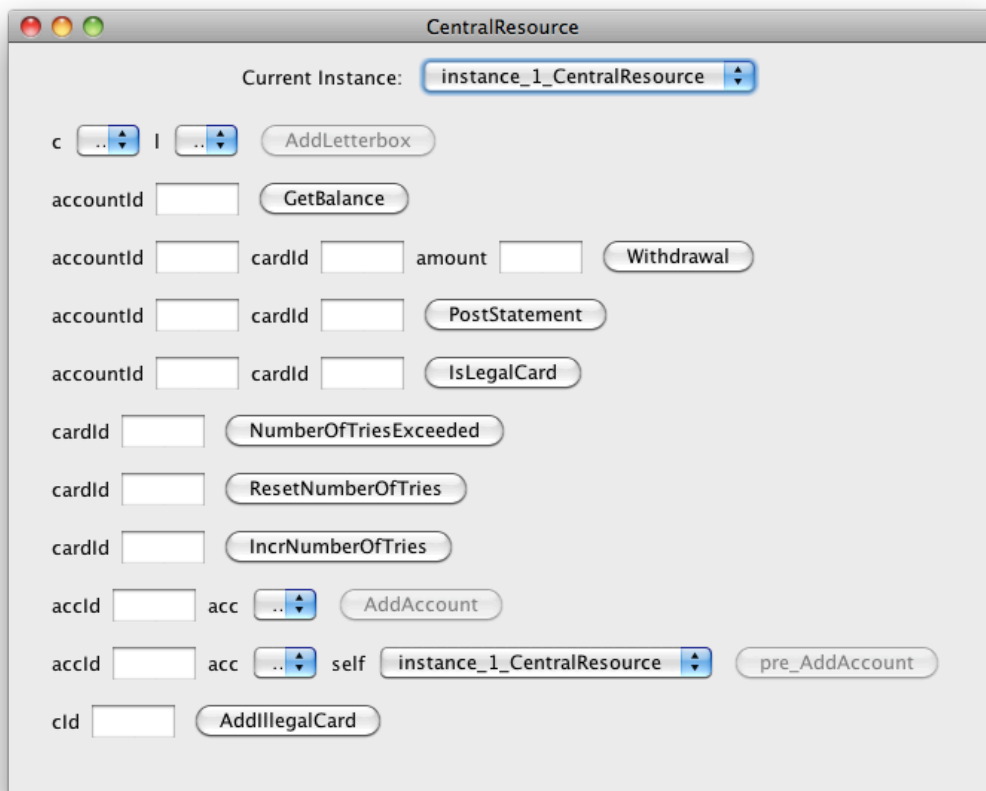 CentralResource
Current Instance: instance_1_CentralResource
c .. l .. AddLetterbox
accountId GetBalance
accountId cardId amount Withdrawal
accountId cardId PostStatement
accountId cardId IsLegalCard
cardId NumberOfTriesExceeded
cardId ResetNumberOfTries
cardId IncrNumberOfTries
accId acc .. AddAccount
accId acc .. self instance_1_CentralResource pre_AddAccount
cId AddIllegalCard